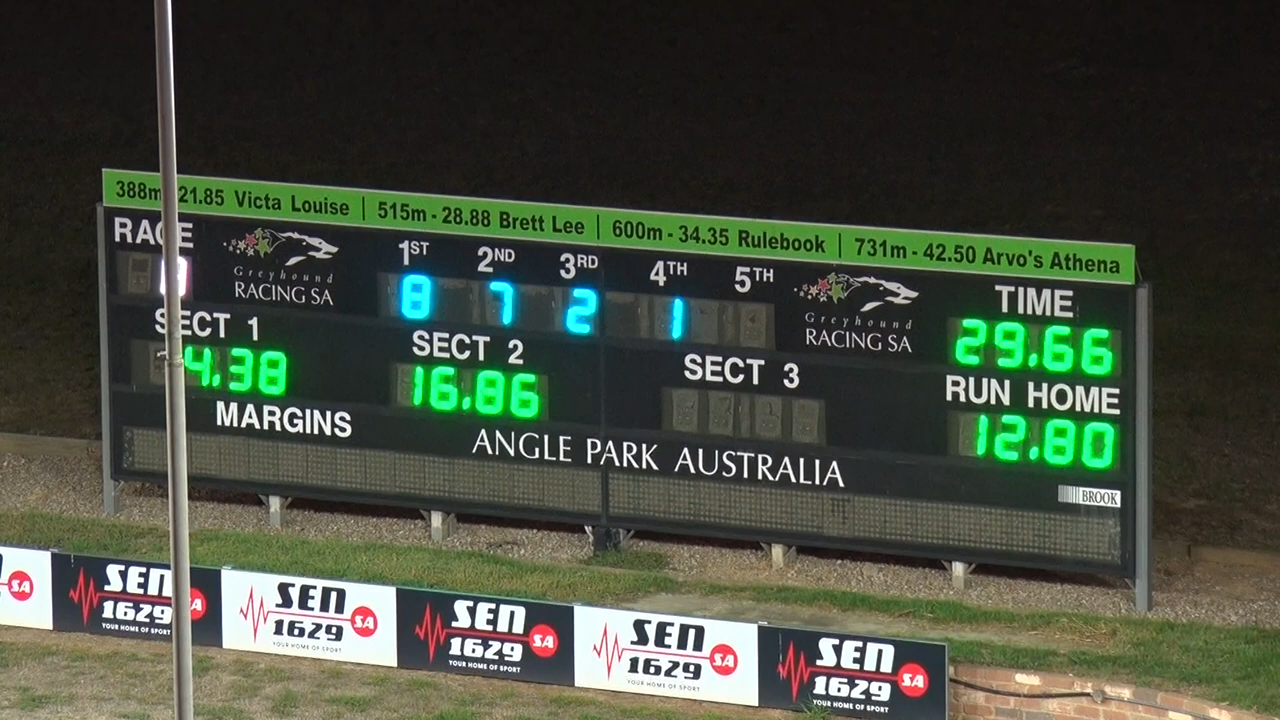 388m - 21.85 Victa Louise | 515m - 28.88 Brett Lee | 600m - 34.35 Rulebook | 731m - 42.50 Arvo's Athena
RACE
Greyhound
RACING SA
1ST 2ND 3RD 4TH 5TH
8 7 2 1
Greyhound
RACING SA
TIME
29.66
SECT 1
4.38
SECT 2
16.86
SECT 3
RUN HOME
12.80
MARGINS
ANGLE PARK AUSTRALIA
BROOK
SA
SEN
1629 SA
YOUR HOME OF SPORT
SEN
1629 SA
YOUR HOME OF SPORT
SEN
1629 SA
YOUR HOME OF SPORT
SEN
1629 SA
YOUR HOME OF SPORT
SEN
1629 SA
YOUR HOME OF SPORT